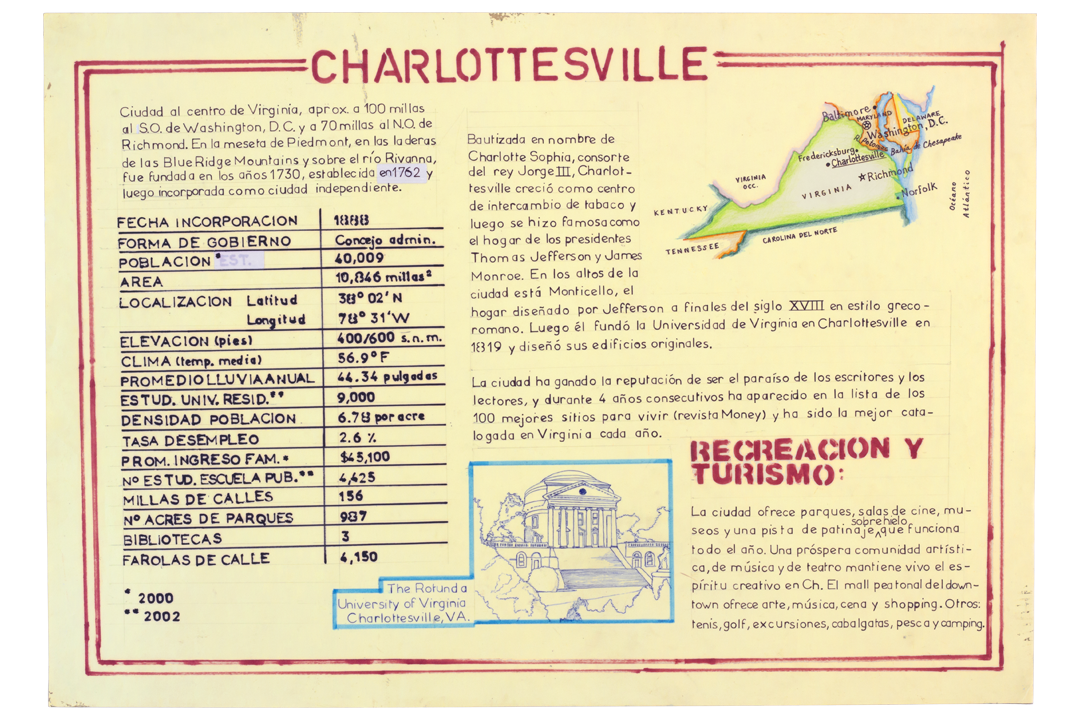 CHARLOTTESVILLE
Ciudad al centro de Virginia, aprox. a 100 millas
al S.O. de Washington, D.C. y a 70 millas al N.O. de
Richmond. En la meseta de Piedmont, en las laderas
de las Blue Ridge Mountains y sobre el río Rivanna,
fue fundada en los años 1730, establecida en 1762 y
luego incorporada como ciudad independiente.
FECHA INCORPORACION 1888
FORMA DE GOBIERNO Concejo admin.
POBLACION * EST. 40,009
AREA 10,846 millas²
LOCALIZACION Latitud 38° 02' N
Longitud 78° 31' W
ELEVACION (pies) 400/600 s.n.m.
CLIMA (temp. media) 56.9° F
PROMEDIO LLUVIA ANUAL 44.34 pulgadas
ESTUD. UNIV. RESID.** 9,000
DENSIDAD POBLACION 6.78 por acre
TASA DESEMPLEO 2.6 %
PROM. INGRESO FAM. * $45,100
Nº ESTUD. ESCUELA PUB.** 4,425
MILLAS DE CALLES 156
Nº ACRES DE PARQUES 987
BIBLIOTECAS 3
FAROLAS DE CALLE 4,150
* 2000
** 2002
Bautizada en nombre de
Charlotte Sophia, consorte
del rey Jorge III, Charlot-
tesville creció como centro
de intercambio de tabaco y
luego se hizo famosa como
el hogar de los presidentes
Thomas Jefferson y James
Monroe. En los altos de la
ciudad está Monticello, el
hogar diseñado por Jefferson a finales del siglo XVIII en estilo greco-
romano. Luego él fundó la Universidad de Virginia en Charlottesville en
1819 y diseñó sus edificios originales.
La ciudad ha ganado la reputación de ser el paraíso de los escritores y los
lectores, y durante 4 años consecutivos ha aparecido en la lista de los
100 mejores sitios para vivir (revista Money) y ha sido la mejor cata-
logada en Virginia cada año.
Baltimore
MARYLAND
DELAWARE
Washington, D.C.
R. Potomac
Bahía de Chesapeake
Fredericksburg
Charlottesville
Richmond
VIRGINIA
OCC.
VIRGINIA
Norfolk
KENTUCKY
TENNESSEE
CAROLINA DEL NORTE
Océano
Atlántico
The Rotunda
University of Virginia
Charlottesville, VA.
RECREACION Y
TURISMO:
La ciudad ofrece parques, salas de cine, mu-
seos y una pista de patinaje sobre hielo que funciona
todo el año. Una próspera comunidad artísti-
ca, de música y de teatro mantiene vivo el es-
píritu creativo en Ch. El mall peatonal del down-
town ofrece arte, música, cena y shopping. Otros:
tenis, golf, excursiones, cabalgatas, pesca y camping.